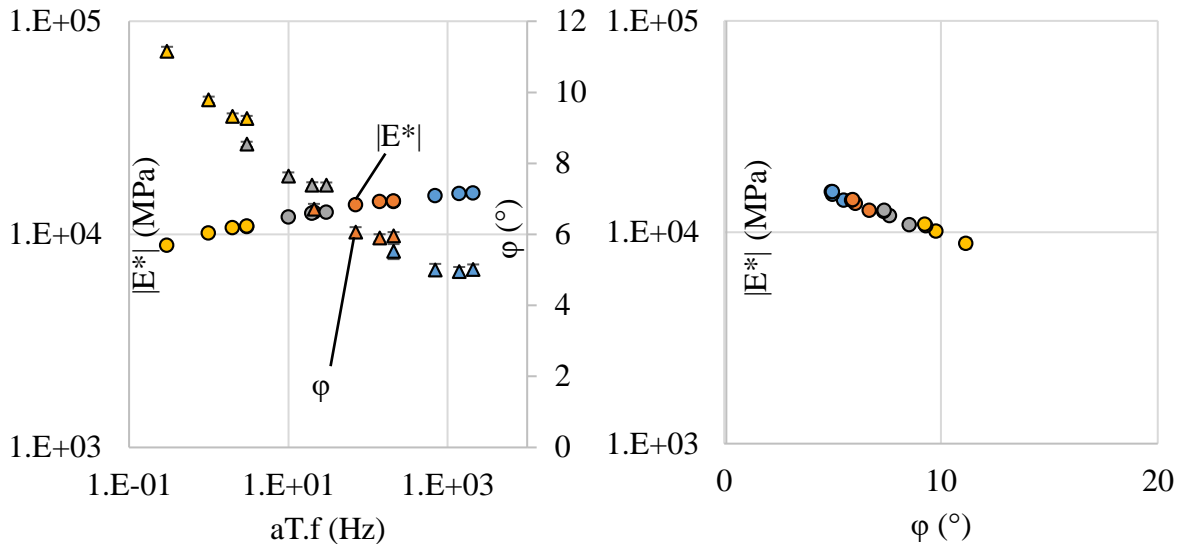 1.E+05
1.E+04
1.E+03
|E*| (MPa)
12
10
8
6
4
2
0
φ (°)
|E*|
φ
1.E-01
1.E+01
1.E+03
aT.f (Hz)
1.E+05
1.E+04
1.E+03
|E*| (MPa)
0
10
20
φ (°)